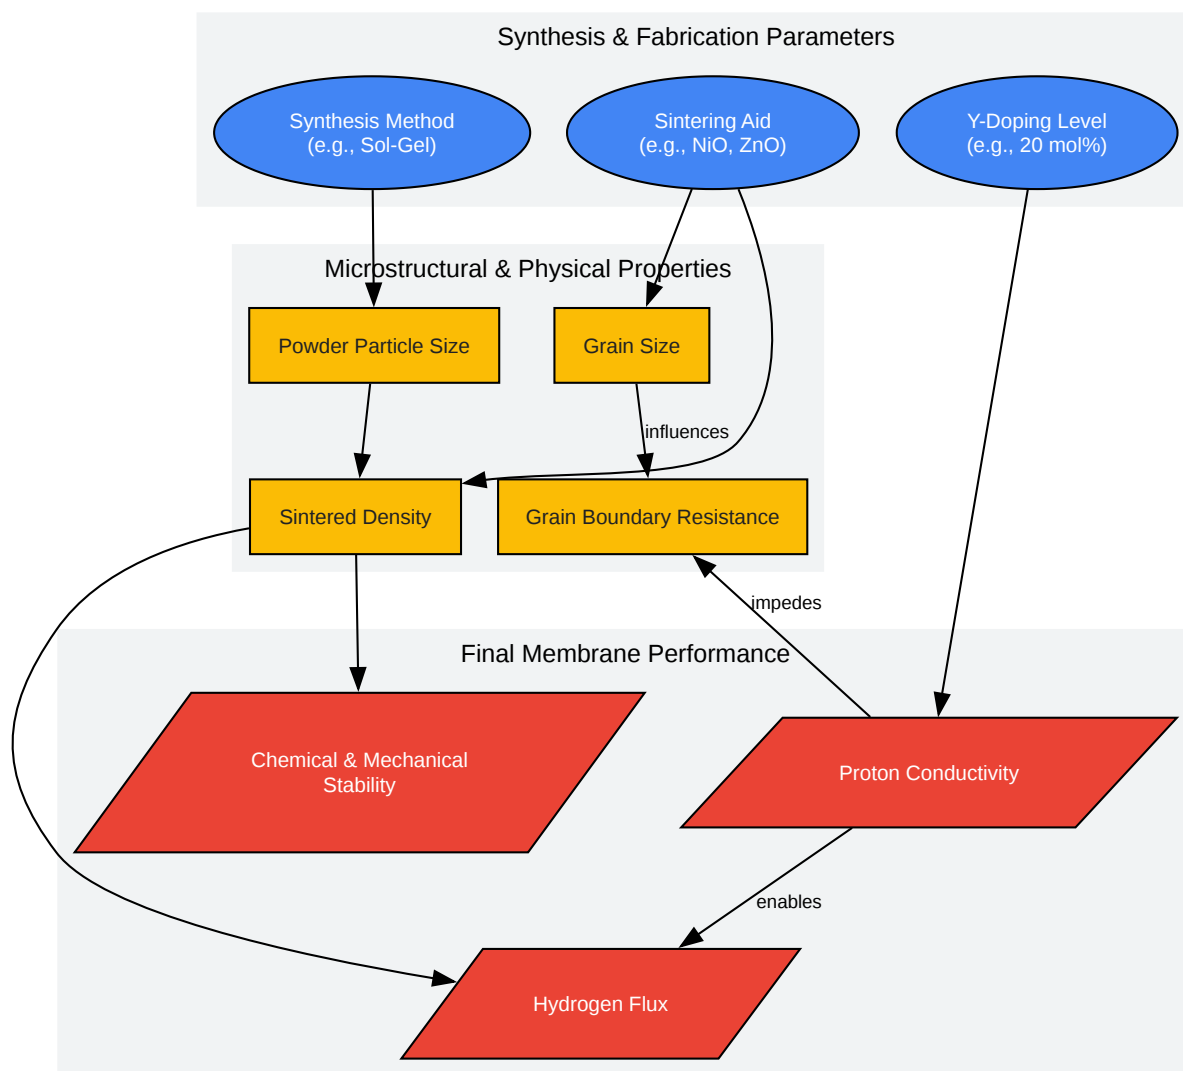 Synthesis & Fabrication Parameters
Synthesis Method
(e.g., Sol-Gel)
Sintering Aid
(e.g., NiO, ZnO)
Y-Doping Level
(e.g., 20 mol%)
Microstructural & Physical Properties
Powder Particle Size
Grain Size
influences
Sintered Density
Grain Boundary Resistance
impedes
Final Membrane Performance
Chemical & Mechanical
Stability
Proton Conductivity
enables
Hydrogen Flux